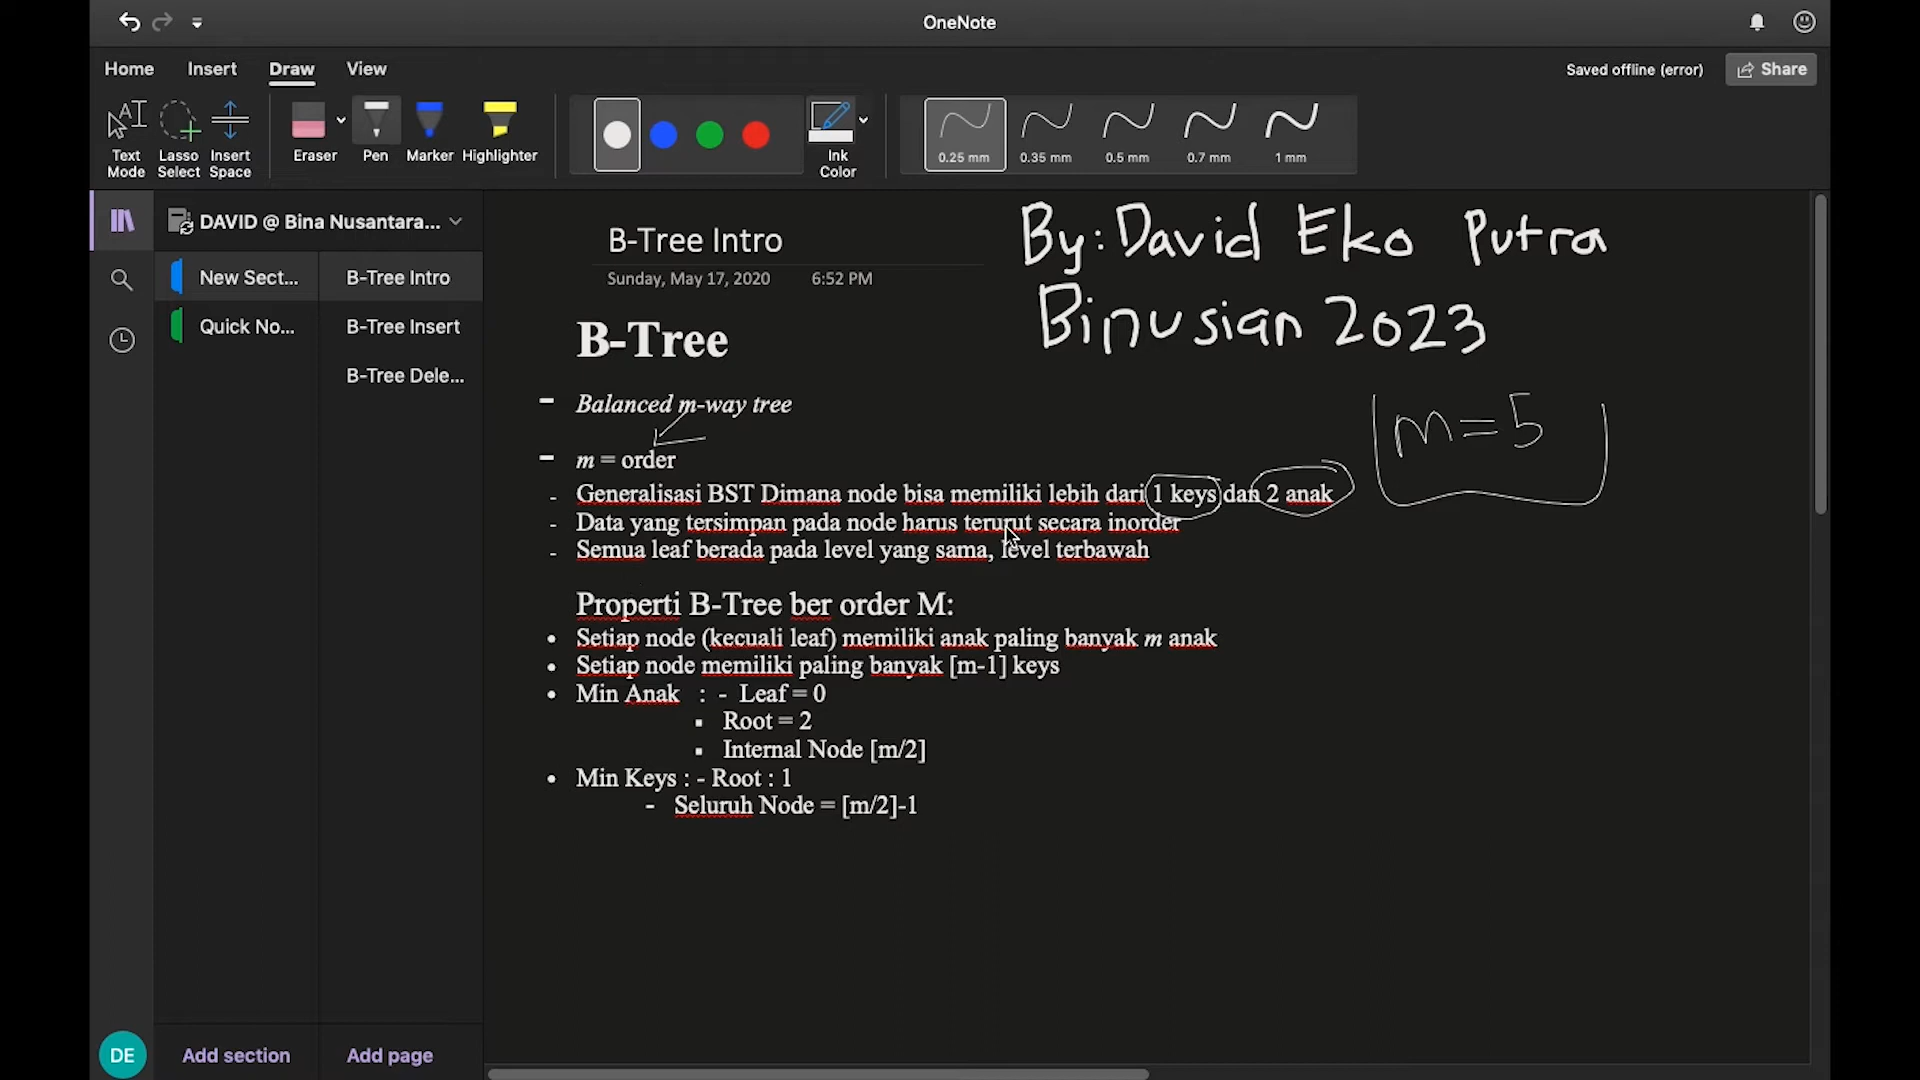 OneNote
Home Insert Draw View
Saved offline (error) Share
Text Mode
Lasso Select
Insert Space
Eraser
Pen
Marker
Highlighter
Ink Color
0.25 mm
0.35 mm
0.5 mm
0.7 mm
1 mm
DAVID @ Bina Nusantara...
New Sect...
Quick No...
B-Tree Intro
B-Tree Insert
B-Tree Dele...
B-Tree Intro
Sunday, May 17, 2020 6:52 PM
By: David Eko Putra
Binusian 2023
B-Tree
- Balanced m-way tree
m=5
- m = order
- Generalisasi BST Dimana node bisa memiliki lebih dari 1 keys dan 2 anak
- Data yang tersimpan pada node harus terurut secara inorder
- Semua leaf berada pada level yang sama, level terbawah
Properti B-Tree ber order M:
• Setiap node (kecuali leaf) memiliki anak paling banyak m anak
• Setiap node memiliki paling banyak [m-1] keys
• Min Anak : - Leaf = 0
▪ Root = 2
▪ Internal Node [m/2]
• Min Keys : - Root : 1
- Seluruh Node = [m/2]-1
DE
Add section
Add page